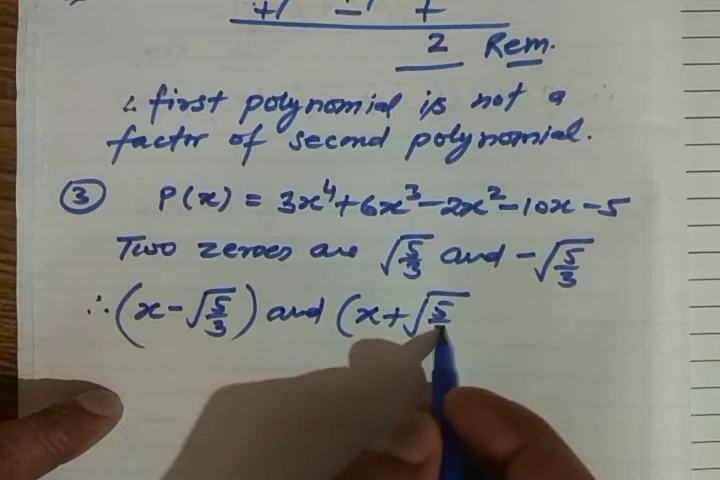 + - +
2 Rem.
∴ first polynomial is not a
factor of second polynomial.
③ P(x) = 3x⁴+6x³-2x²-10x-5
Two zeroes are √5/3 and -√5/3
∴ (x-√5/3) and (x+√5